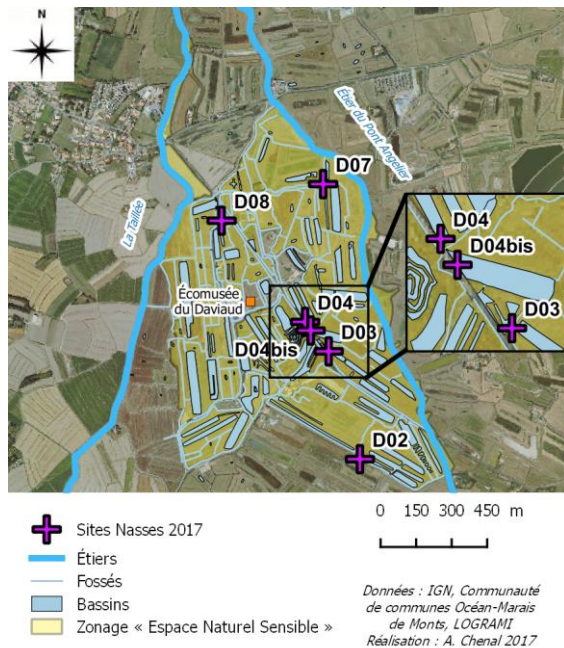 N
La Taillée
Étier du Pont Angelier
D07
D08
D04
D04bis
D03
Écomusée
du Daviaud
D04
D03
D04bis
D02
0 150 300 450 m
Sites Nasses 2017
Étiers
Fossés
Bassins
Zonage « Espace Naturel Sensible »
Données : IGN, Communauté
de communes Océan-Marais
de Monts, LOGRAMI
Réalisation : A. Chenal 2017